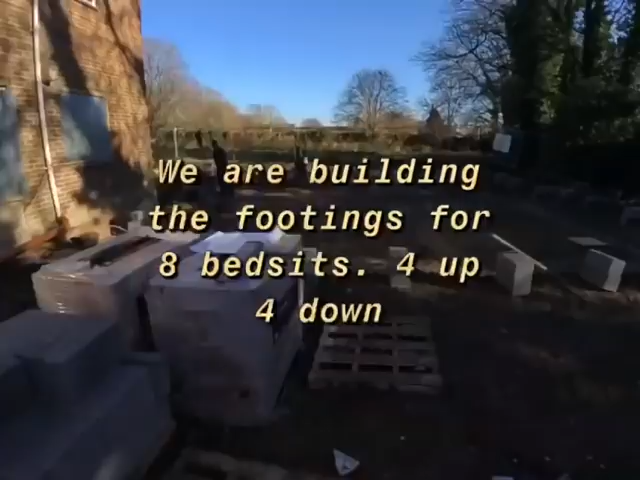 We are building
the footings for
8 bedsits. 4 up
4 down